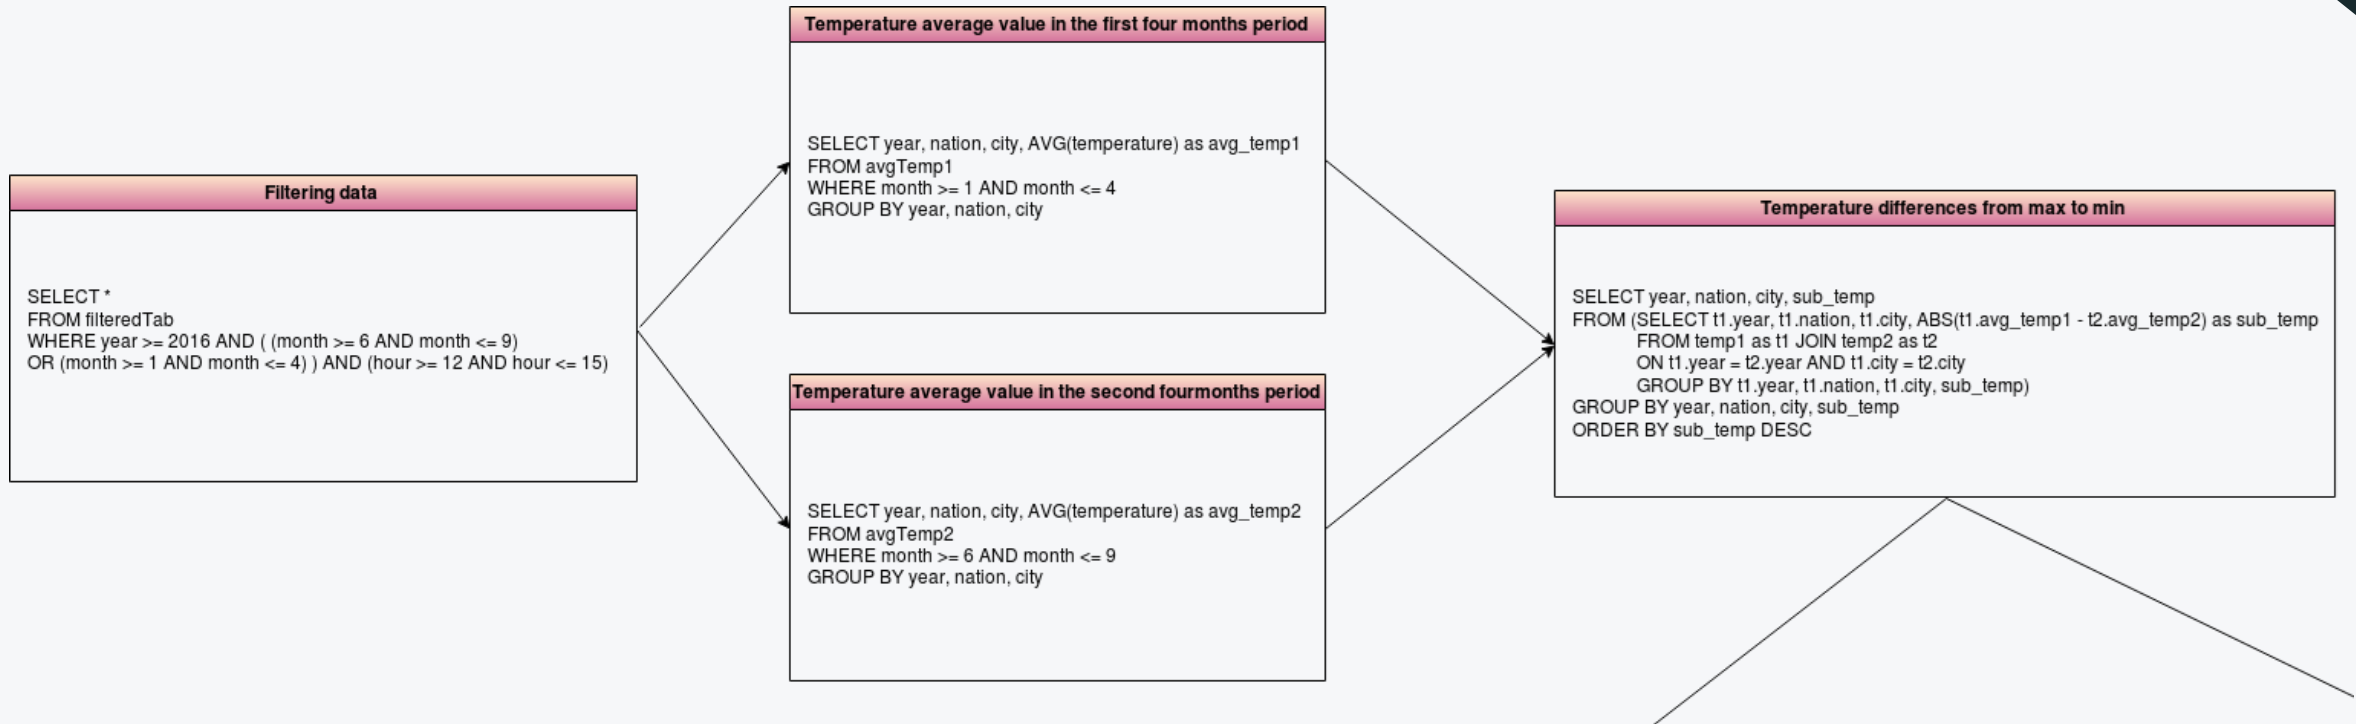 Filtering data
SELECT *
FROM filteredTab
WHERE year >= 2016 AND ( (month >= 6 AND month <= 9)
OR (month >= 1 AND month <= 4) ) AND (hour >= 12 AND hour <= 15)
Temperature average value in the first four months period
SELECT year, nation, city, AVG(temperature) as avg_temp1
FROM avgTemp1
WHERE month >= 1 AND month <= 4
GROUP BY year, nation, city
Temperature average value in the second fourmonths period
SELECT year, nation, city, AVG(temperature) as avg_temp2
FROM avgTemp2
WHERE month >= 6 AND month <= 9
GROUP BY year, nation, city
Temperature differences from max to min
SELECT year, nation, city, sub_temp
FROM (SELECT t1.year, t1.nation, t1.city, ABS(t1.avg_temp1 - t2.avg_temp2) as sub_temp
FROM temp1 as t1 JOIN temp2 as t2
ON t1.year = t2.year AND t1.city = t2.city
GROUP BY t1.year, t1.nation, t1.city, sub_temp)
GROUP BY year, nation, city, sub_temp
ORDER BY sub_temp DESC